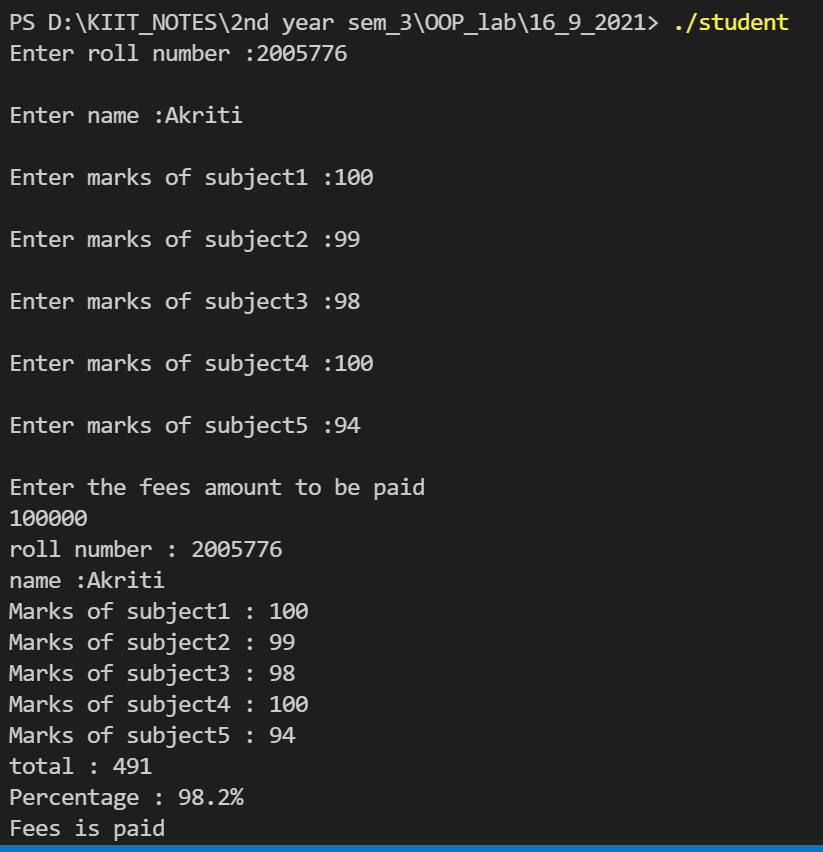 PS D:\KIIT_NOTES\2nd year sem_3\OOP_lab\16_9_2021> ./student
Enter roll number :2005776
Enter name :Akriti
Enter marks of subject1 :100
Enter marks of subject2 :99
Enter marks of subject3 :98
Enter marks of subject4 :100
Enter marks of subject5 :94
Enter the fees amount to be paid
100000
roll number : 2005776
name :Akriti
Marks of subject1 : 100
Marks of subject2 : 99
Marks of subject3 : 98
Marks of subject4 : 100
Marks of subject5 : 94
total : 491
Percentage : 98.2%
Fees is paid